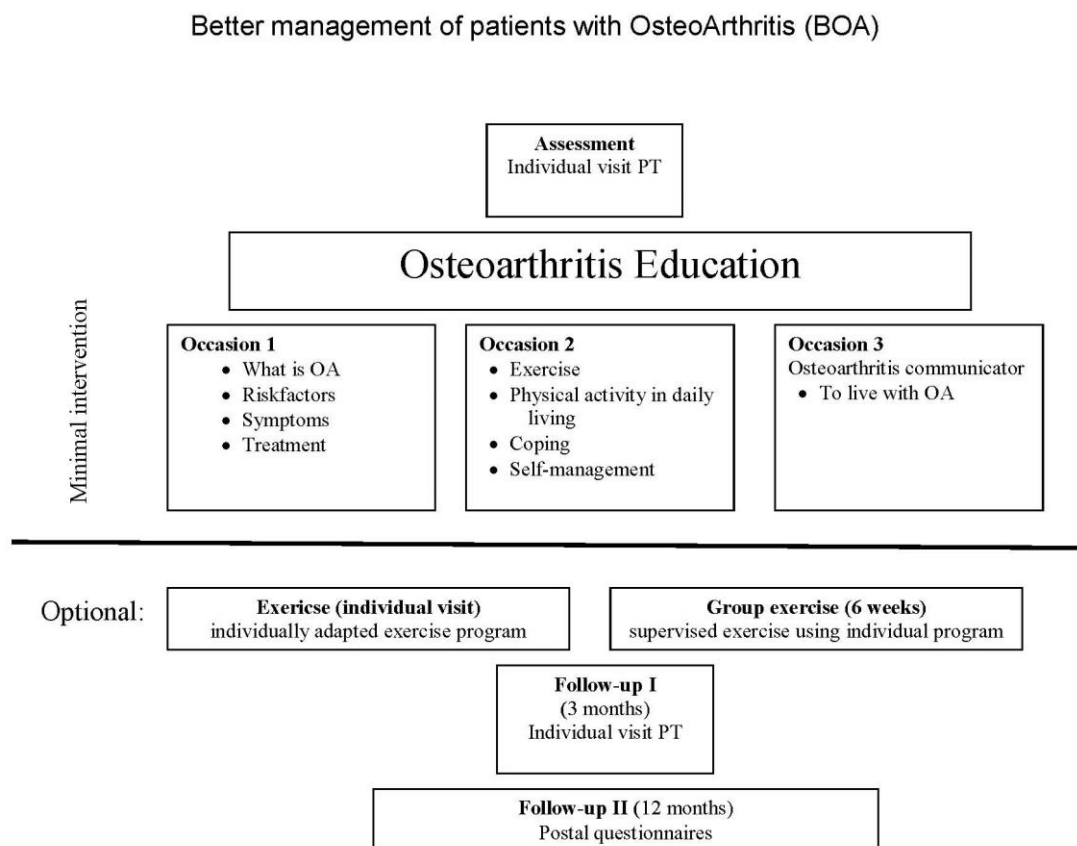 Better management of patients with OsteoArthritis (BOA)
Assessment
Individual visit PT
Osteoarthritis Education
Minimal intervention
Occasion 1
• What is OA
• Riskfactors
• Symptoms
• Treatment
Occasion 2
• Exercise
• Physical activity in daily
living
• Coping
• Self-management
Occasion 3
Osteoarthritis communicator
• To live with OA
Optional:
Exericse (individual visit)
individually adapted exercise program
Group exercise (6 weeks)
supervised exercise using individual program
Follow-up I
(3 months)
Individual visit PT
Follow-up II (12 months)
Postal questionnaires